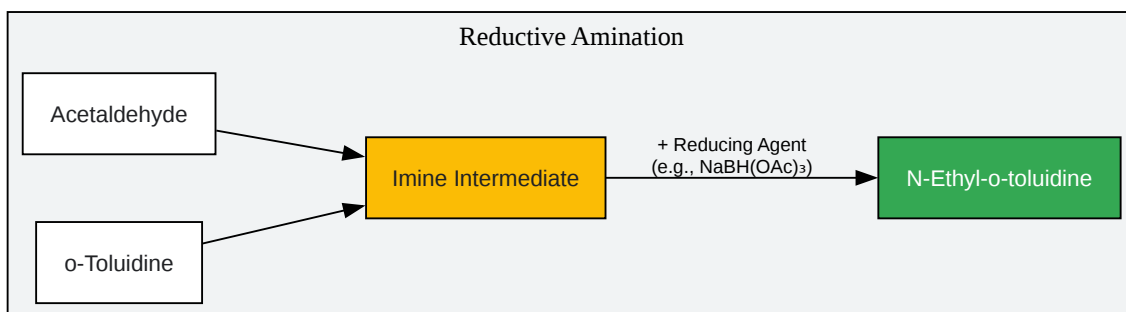 Reductive Amination
Acetaldehyde
o-Toluidine
Imine Intermediate
+ Reducing Agent
(e.g., NaBH(OAc)₃)
N-Ethyl-o-toluidine